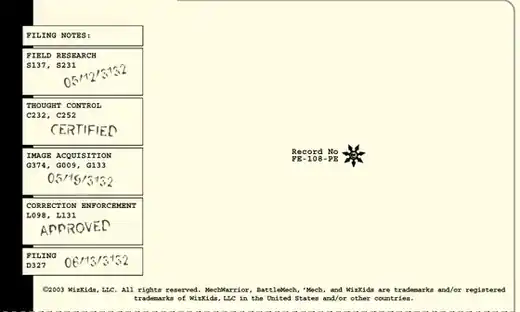 FILING NOTES:
FIELD RESEARCH
S137, S231
05/12/3132
THOUGHT CONTROL
C232, C252
CERTIFIED
IMAGE ACQUISITION
G374, G009, G133
05/19/3132
CORRECTION ENFORCEMENT
L098, L131
APPROVED
FILING
D327
06/13/3132
Record No
FE-108-PE
©2003 WizKids, LLC. All rights reserved. MechWarrior, BattleMech, 'Mech, and WizKids are trademarks and/or registered
trademarks of WizKids, LLC in the United States and/or other countries.